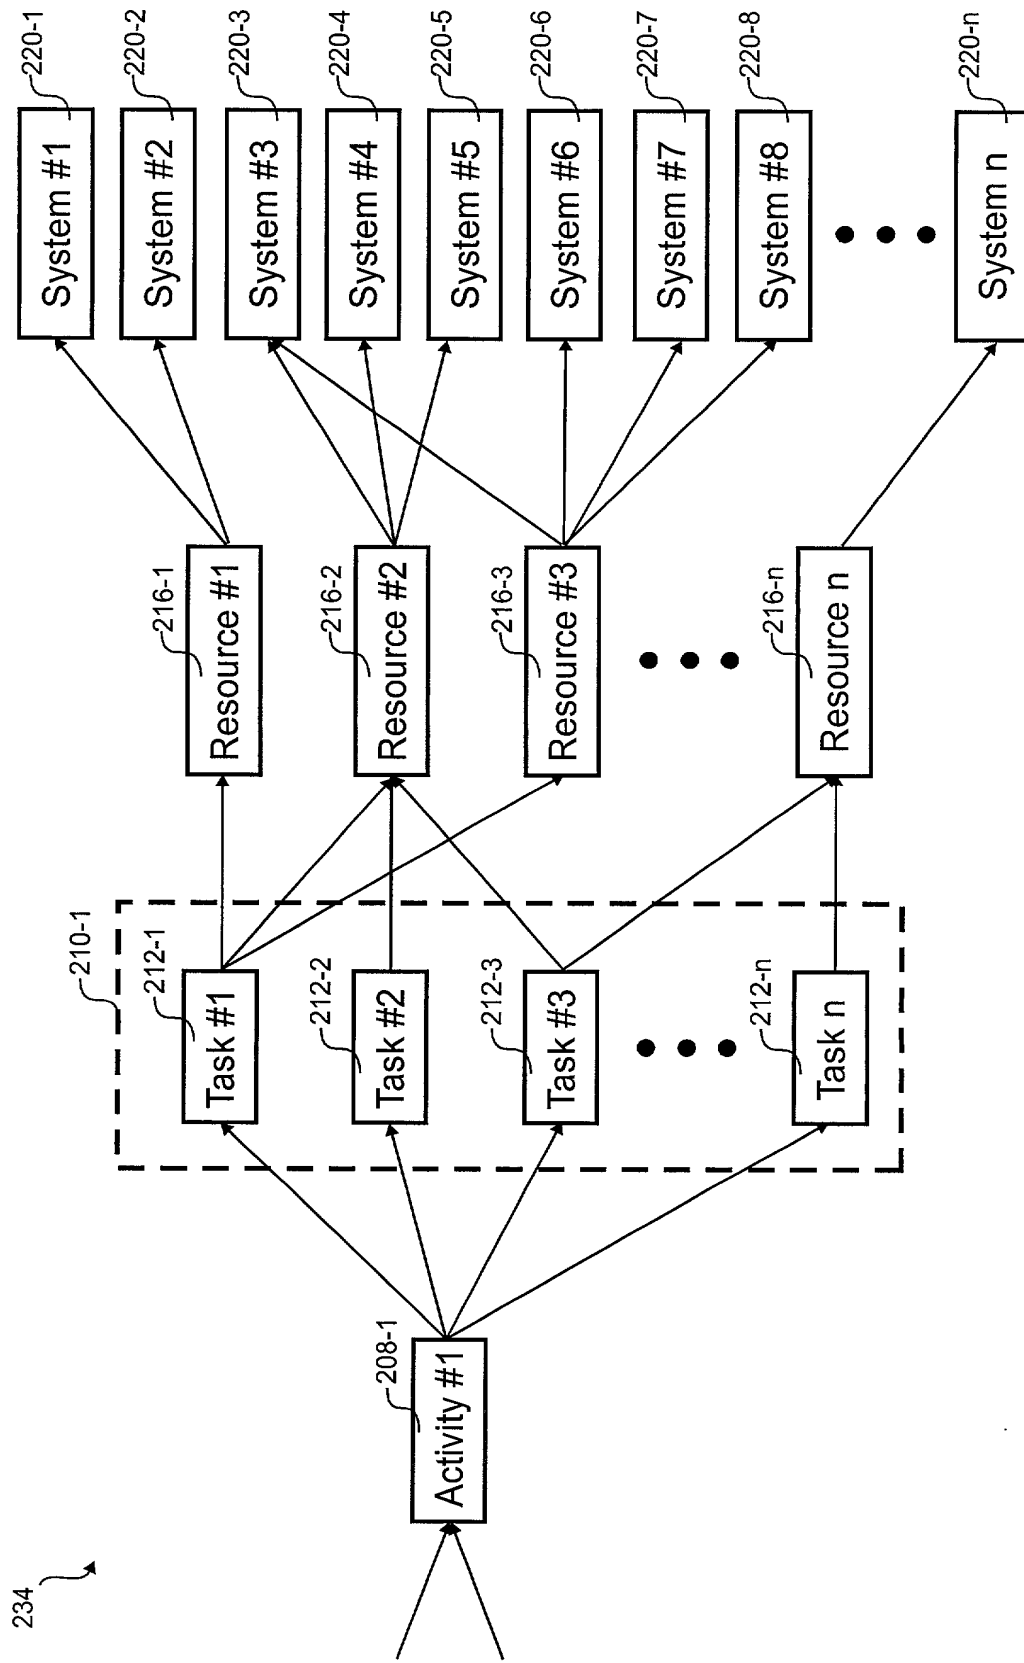 234
208-1
Activity #1
210-1
212-1
Task #1
212-2
Task #2
212-3
Task #3
212-n
Task n
216-1
Resource #1
216-2
Resource #2
216-3
Resource #3
216-n
Resource n
220-1
System #1
220-2
System #2
220-3
System #3
220-4
System #4
220-5
System #5
220-6
System #6
220-7
System #7
220-8
System #8
220-n
System n